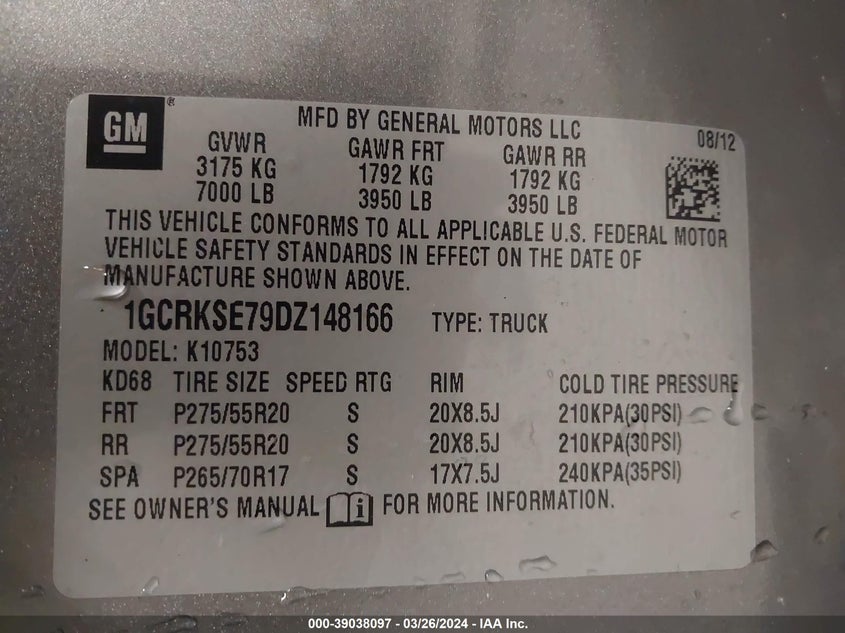 GM ®
MFD BY GENERAL MOTORS LLC
08/12
GVWR GAWR FRT GAWR RR
3175 KG 1792 KG 1792 KG
7000 LB 3950 LB 3950 LB
THIS VEHICLE CONFORMS TO ALL APPLICABLE U.S. FEDERAL MOTOR
VEHICLE SAFETY STANDARDS IN EFFECT ON THE DATE OF
MANUFACTURE SHOWN ABOVE.
1GCRKSE79DZ148166 TYPE: TRUCK
MODEL: K10753
KD68 TIRE SIZE SPEED RTG RIM COLD TIRE PRESSURE
FRT P275/55R20 S 20X8.5J 210KPA(30PSI)
RR P275/55R20 S 20X8.5J 210KPA(30PSI)
SPA P265/70R17 S 17X7.5J 240KPA(35PSI)
SEE OWNER'S MANUAL i FOR MORE INFORMATION.
000-39038097 - 03/26/2024 - IAA Inc.